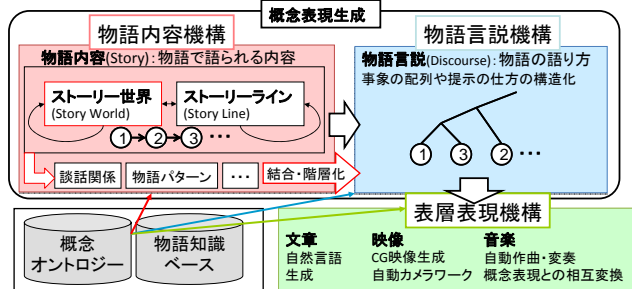 概念表現生成
物語内容機構
物語言説機構
物語内容(Story)：物語で語られる内容
ストーリー世界
(Story World)
ストーリーライン
(Story Line)
1 2 3 ･･･
談話関係
物語パターン
･･･
結合・階層化
物語言説(Discourse)：物語の語り方
事象の配列や提示の仕方の構造化
1 3 2 ･･･
表層表現機構
概念
オントロジー
物語知識
ベース
文章
自然言語
生成
映像
CG映像生成
自動カメラワーク
音楽
自動作曲・変奏
概念表現との相互変換